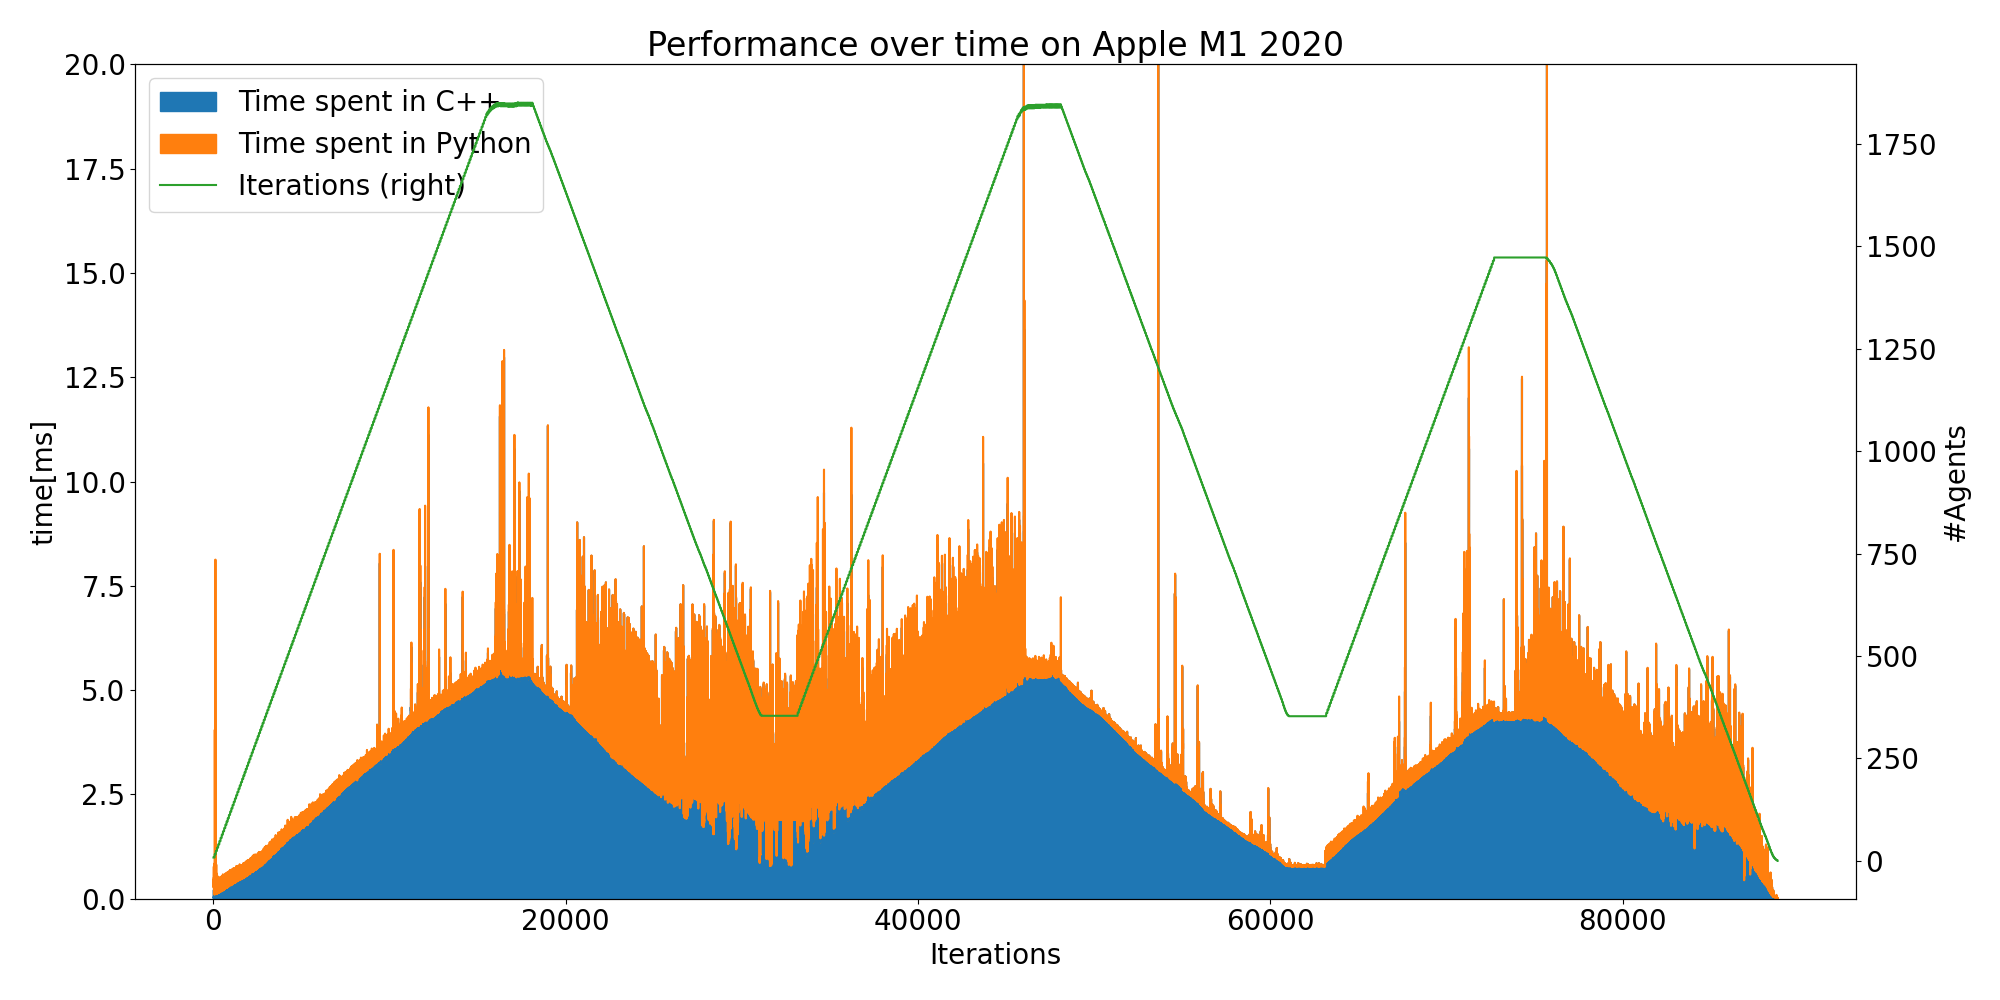 Performance over time on Apple M1 2020
Time spent in C++
Time spent in Python
Iterations (right)
20.0
17.5
15.0
12.5
10.0
7.5
5.0
2.5
0.0
time[ms]
1750
1500
1250
1000
750
500
250
0
#Agents
0 20000 40000 60000 80000
Iterations